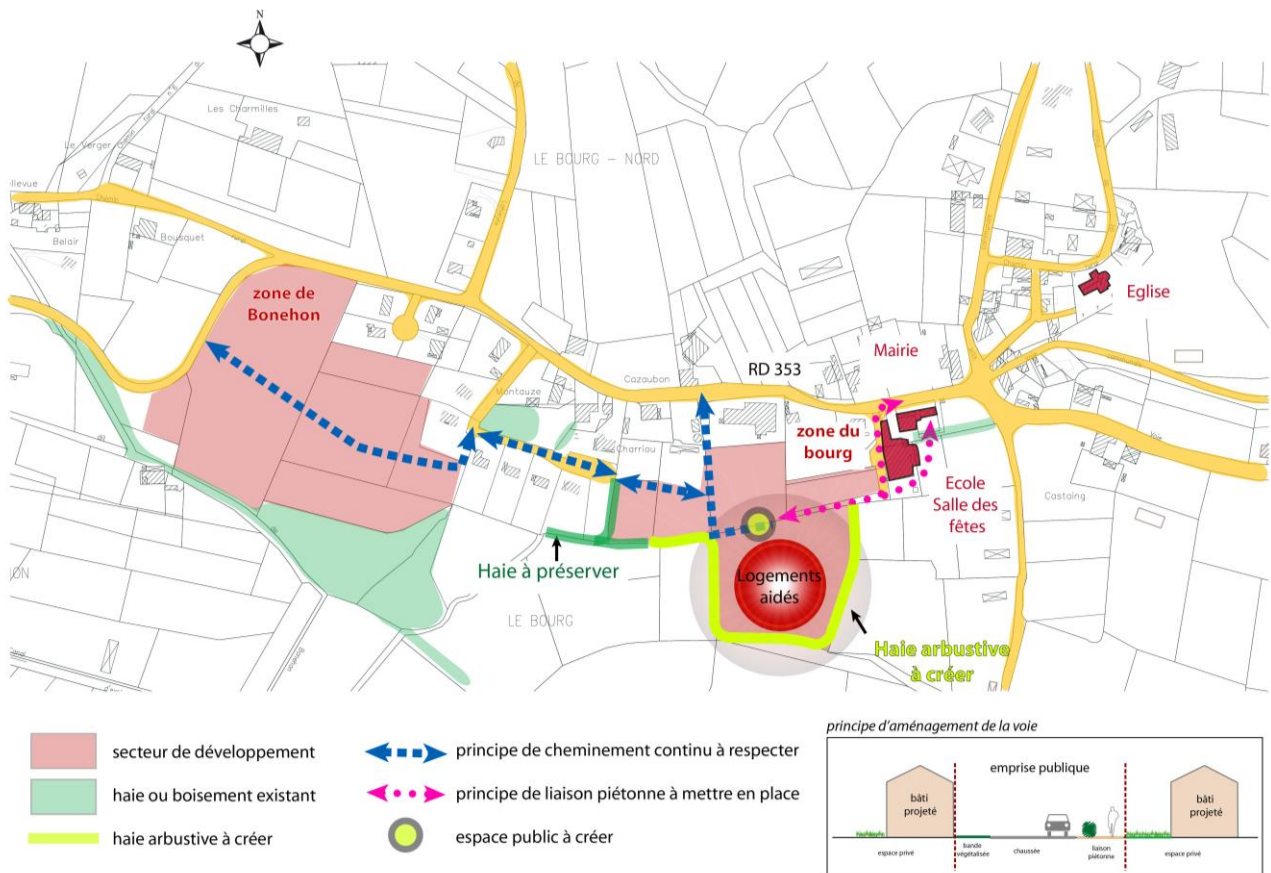 N
Les Charmilles
Le Verger
LE BOURG - NORD
Bousquet
Belair
zone de
Bonehon
Eglise
Mairie
RD 353
Cazaubon
Montauze
zone du
bourg
Charriou
Ecole
Salle des
fêtes
Castaing
Voie
Haie à préserver
Logements
aidés
LE BOURG
Haie arbustive
à créer
Bonehon
secteur de développement
haie ou boisement existant
haie arbustive à créer
principe de cheminement continu à respecter
principe de liaison piétonne à mettre en place
espace public à créer
principe d'aménagement de la voie
emprise publique
bâti
projeté
bâti
projeté
espace privé
bande
végétalisée
chaussée
liaison
piétonne
espace privé